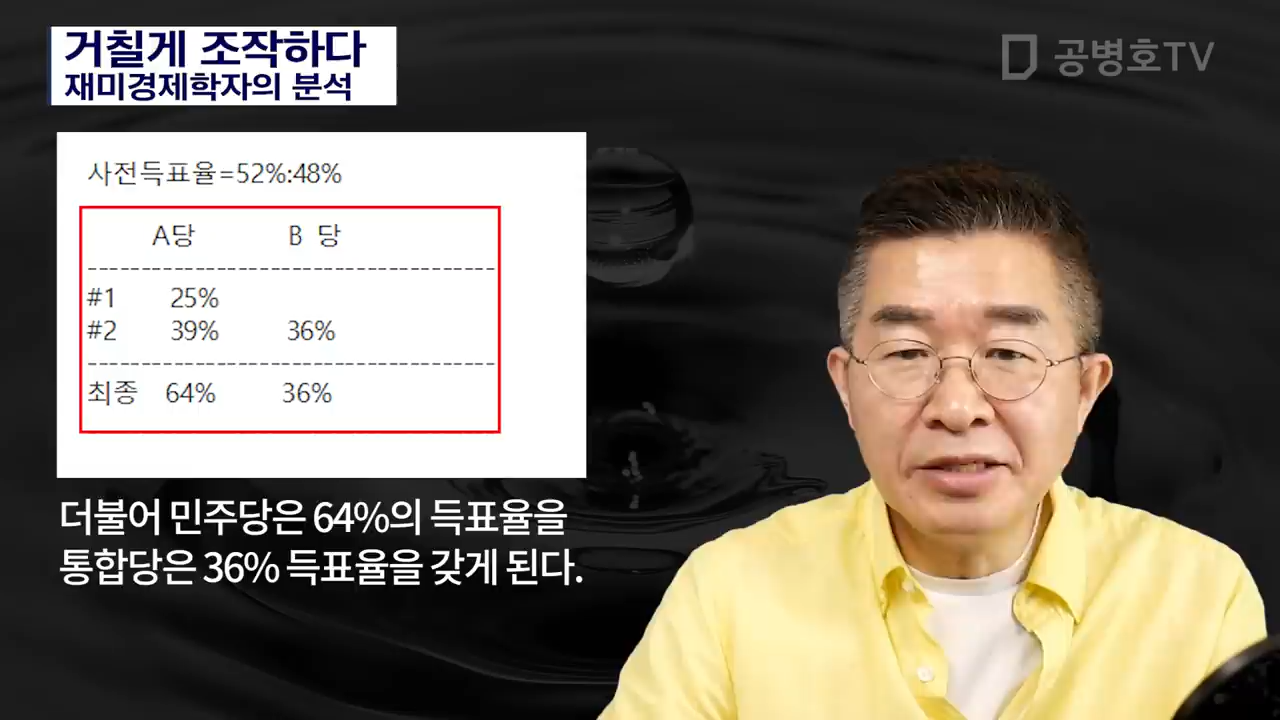 거칠게 조작하다
재미경제학자의 분석
공병호TV
사전득표율=52%:48%
A당 B 당
---------------------------------------------
#1 25%
#2 39% 36%
---------------------------------------------
최종 64% 36%
더불어 민주당은 64%의 득표율을
통합당은 36% 득표율을 갖게 된다.